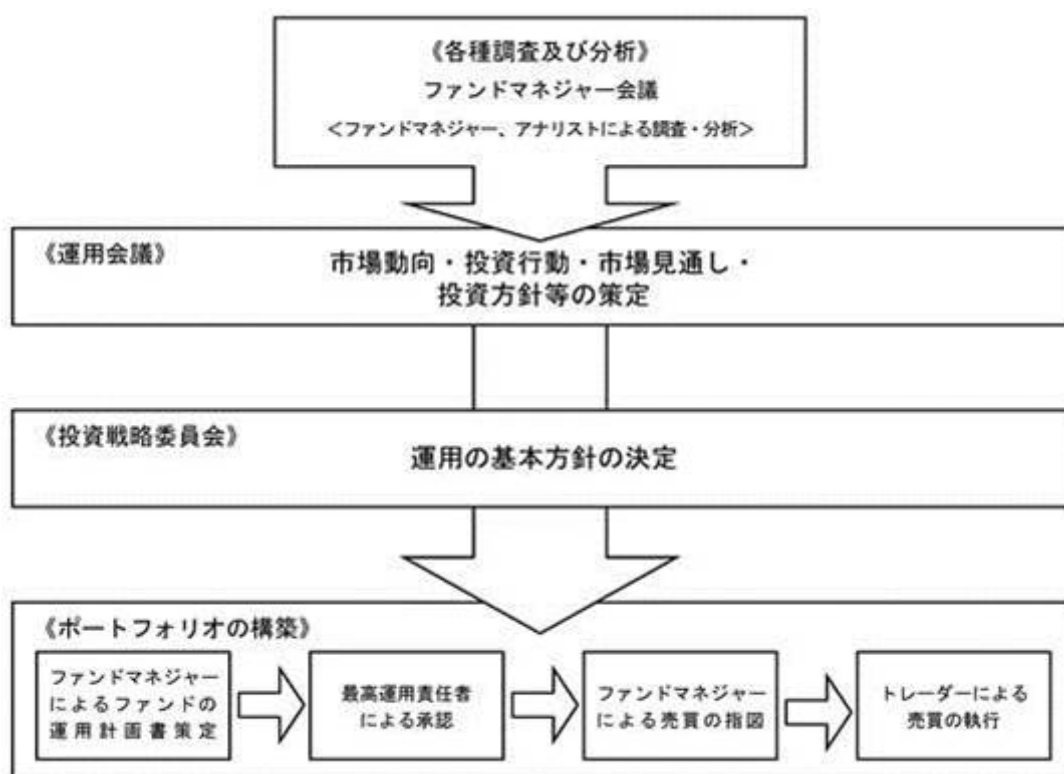 《各種調査及び分析》
ファンドマネジャー会議
<ファンドマネジャー、アナリストによる調査・分析>
《運用会議》
市場動向・投資行動・市場見通し・
投資方針等の策定
《投資戦略委員会》
運用の基本方針の決定
《ポートフォリオの構築》
ファンドマネジャー
によるファンドの
運用計画書策定
最高運用責任者
による承認
ファンドマネジャー
による売買の指図
トレーダーによる
売買の執行